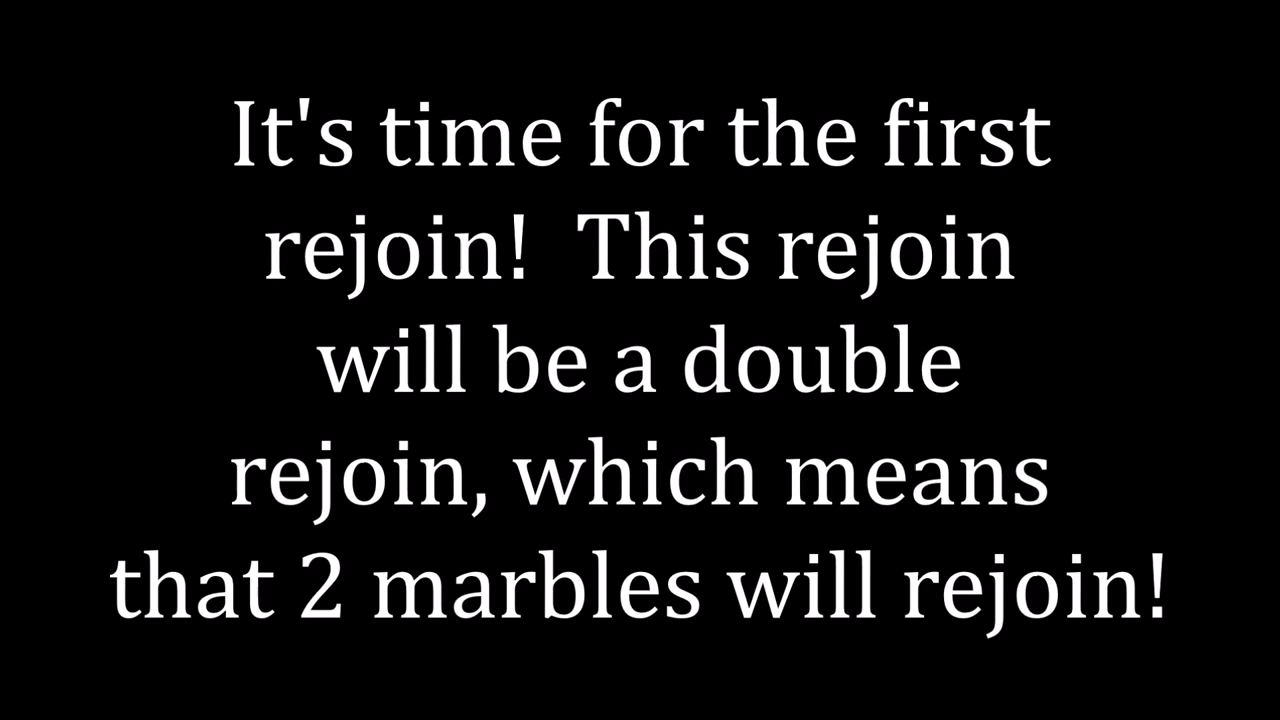 It's time for the first
rejoin!  This rejoin
will be a double
rejoin, which means
that 2 marbles will rejoin!